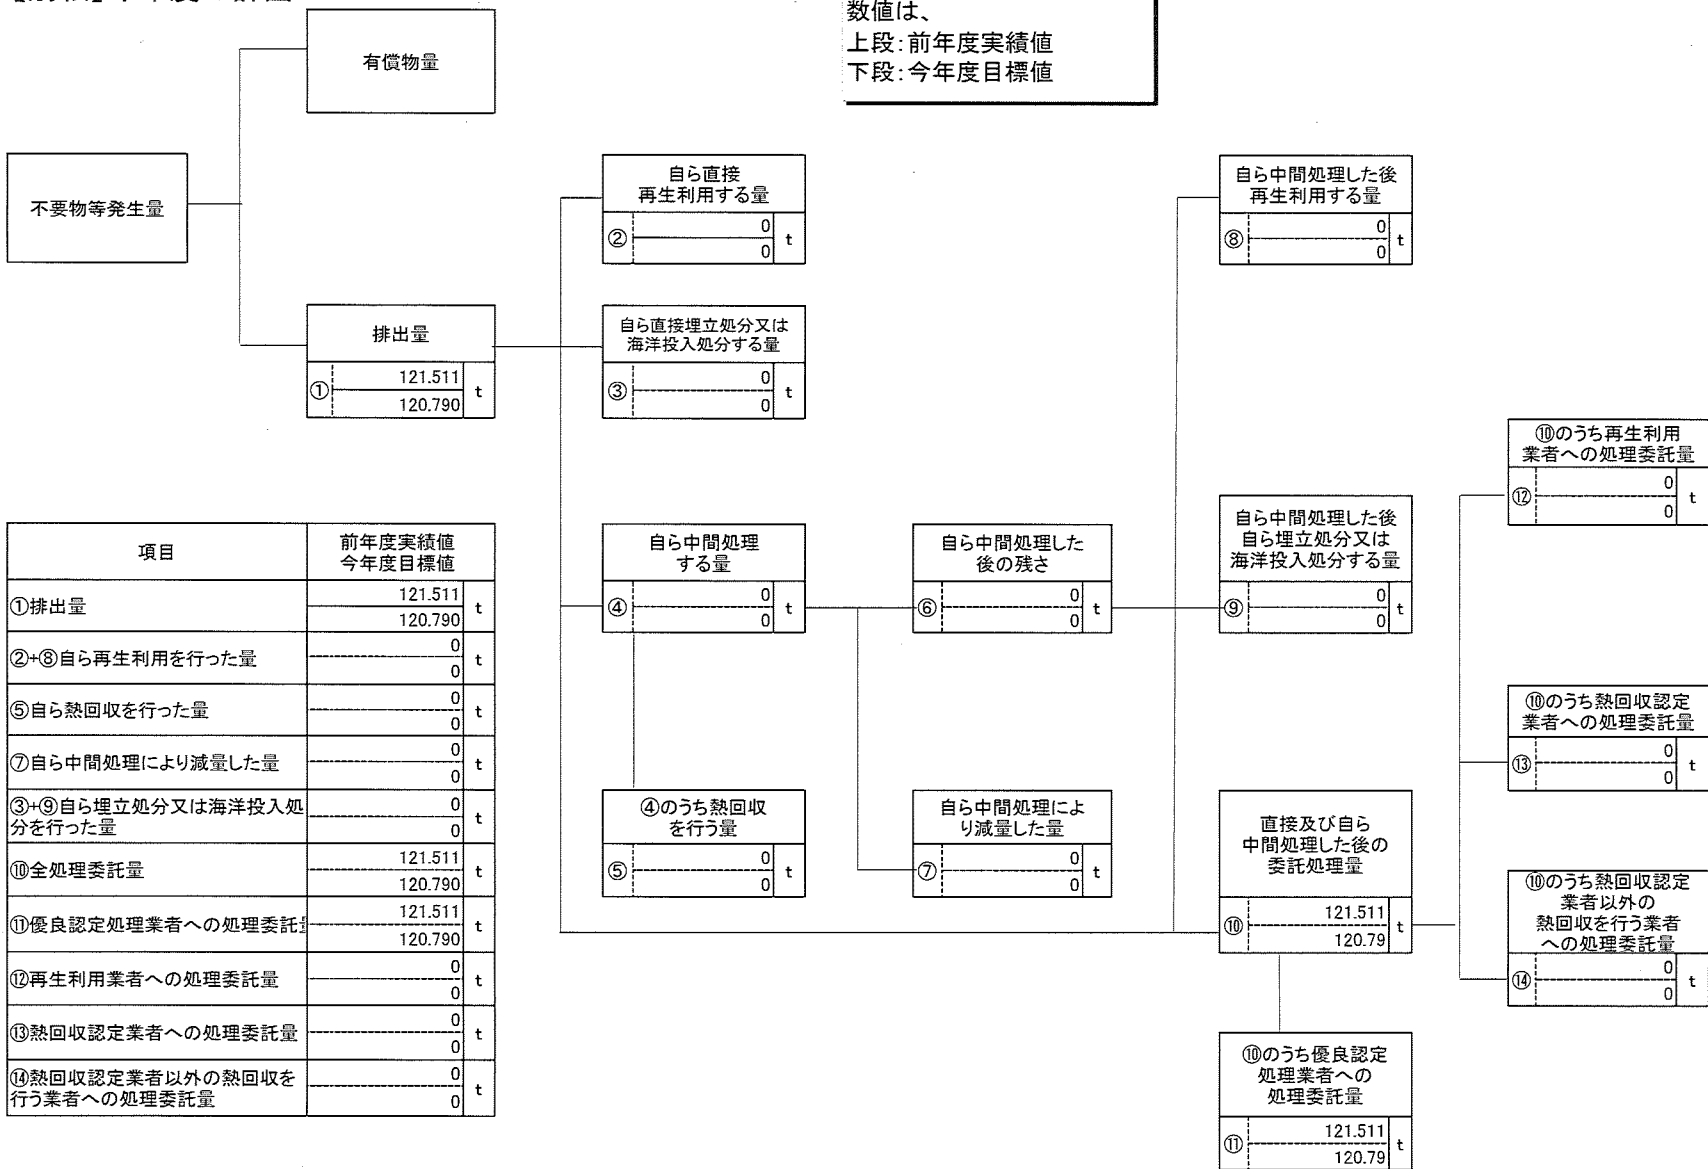 数値は、
上段:前年度実績値
下段:今年度目標値
有償物量
不要物等発生量
排出量
① 121.511 t
120.790
自ら直接
再生利用する量
② 0 t
0
自ら直接埋立処分又は
海洋投入処分する量
③ 0 t
0
自ら中間処理
する量
④ 0 t
0
④のうち熱回収
を行う量
⑤ 0 t
0
自ら中間処理した
後の残さ
⑥ 0 t
0
自ら中間処理によ
り減量した量
⑦ 0 t
0
自ら中間処理した後
再生利用する量
⑧ 0 t
0
自ら中間処理した後
自ら埋立処分又は
海洋投入処分する量
⑨ 0 t
0
直接及び自ら
中間処理した後の
委託処理量
⑩ 121.511 t
120.79
⑩のうち優良認定
処理業者への
処理委託量
⑪ 121.511 t
120.79
⑩のうち再生利用
業者への処理委託量
⑫ 0 t
0
⑩のうち熱回収認定
業者への処理委託量
⑬ 0 t
0
⑩のうち熱回収認定
業者以外の
熱回収を行う業者
への処理委託量
⑭ 0 t
0
項目 前年度実績値
今年度目標値
①排出量 121.511 t
120.790
②+⑧自ら再生利用を行った量 0 t
0
⑤自ら熱回収を行った量 0 t
0
⑦自ら中間処理により減量した量 0 t
0
③+⑨自ら埋立処分又は海洋投入処 0 t
分を行った量 0
⑩全処理委託量 121.511 t
120.790
⑪優良認定処理業者への処理委託 121.511 t
120.790
⑫再生利用業者への処理委託量 0 t
0
⑬熱回収認定業者への処理委託量 0 t
0
⑭熱回収認定業者以外の熱回収を 0 t
行う業者への処理委託量 0